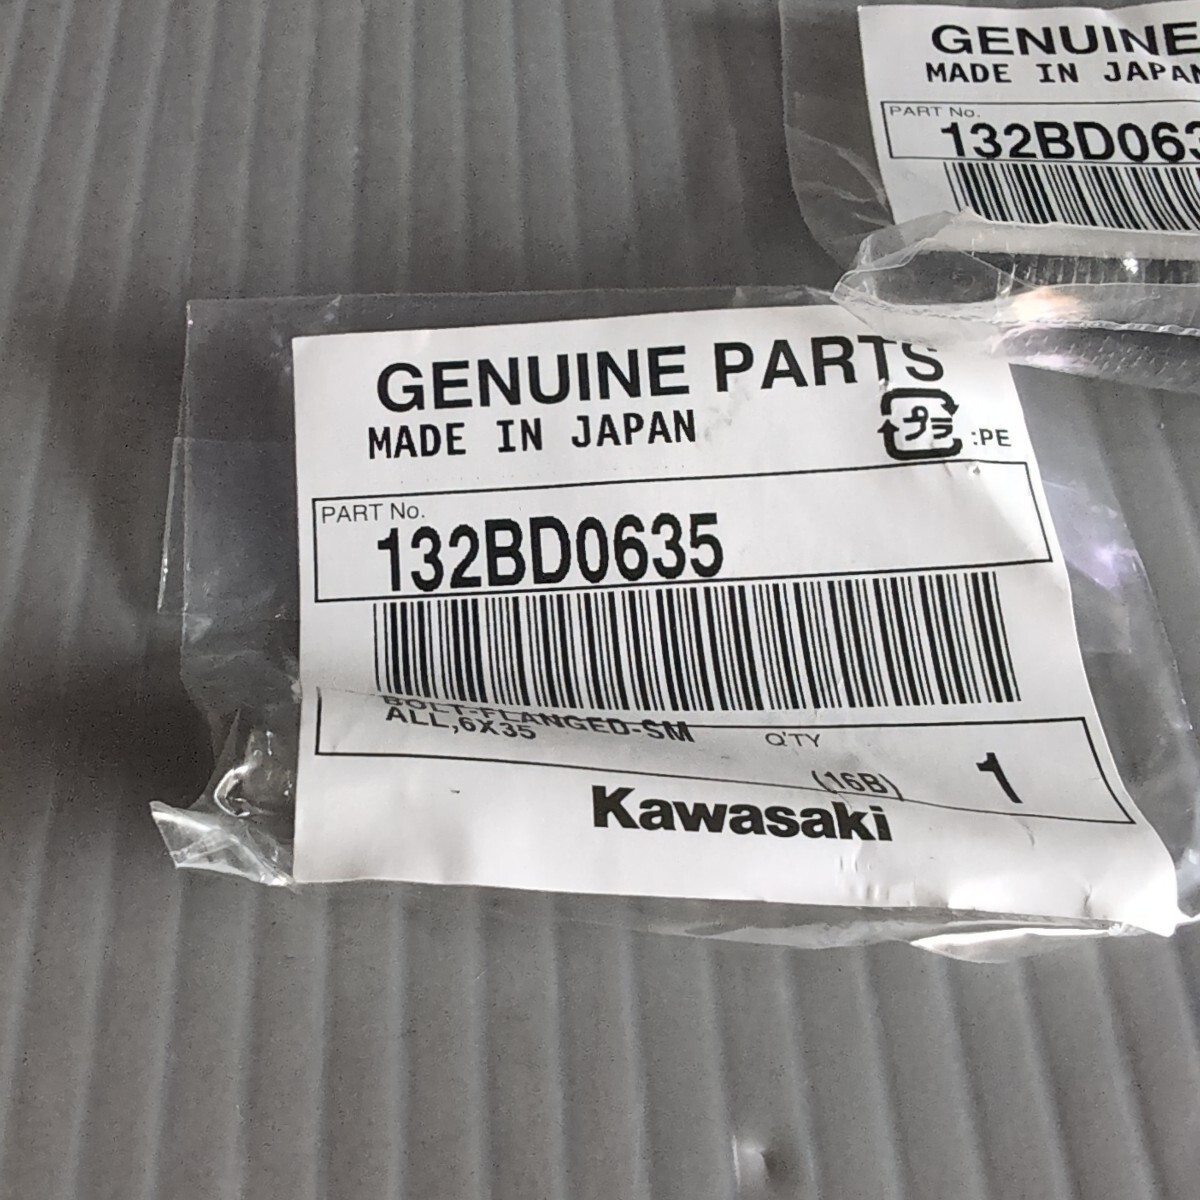 GENUINE
MADE IN JAPAN
PART No.
132BD063
GENUINE PARTS
MADE IN JAPAN
プラ :PE
PART No.
132BD0635
BOLT-FLANGED-SM
ALL,6X35
Q'TY
(16B)
1
Kawasaki